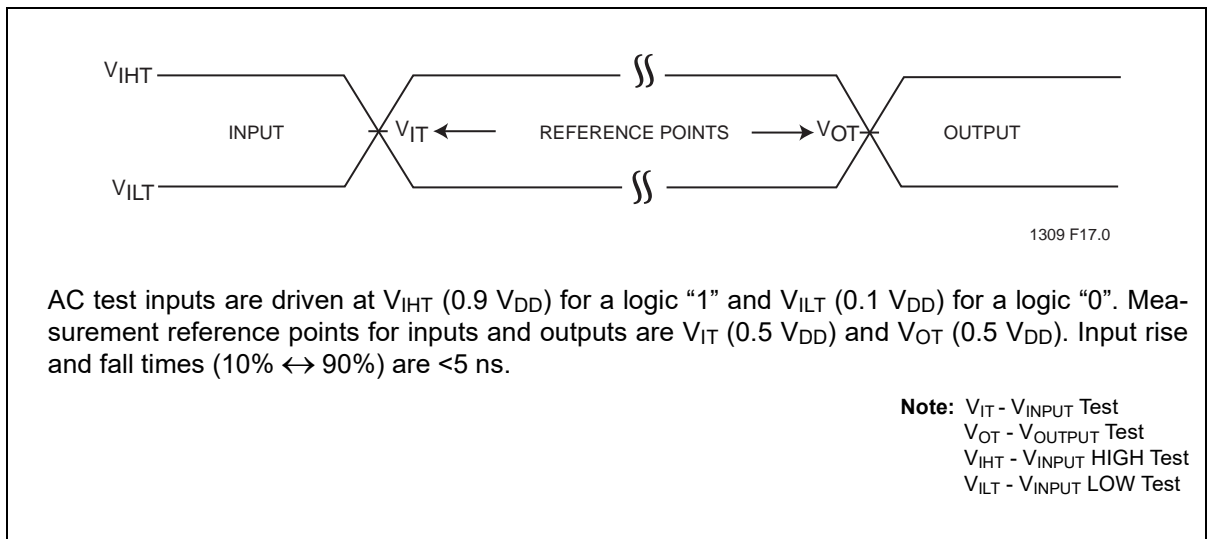 VIHT
INPUT VIT REFERENCE POINTS VOT OUTPUT
VILT
1309 F17.0
AC test inputs are driven at VIHT (0.9 VDD) for a logic “1” and VILT (0.1 VDD) for a logic “0”. Mea-
surement reference points for inputs and outputs are VIT (0.5 VDD) and VOT (0.5 VDD). Input rise
and fall times (10% ↔ 90%) are <5 ns.
Note: VIT - VINPUT Test
VOT - VOUTPUT Test
VIHT - VINPUT HIGH Test
VILT - VINPUT LOW Test